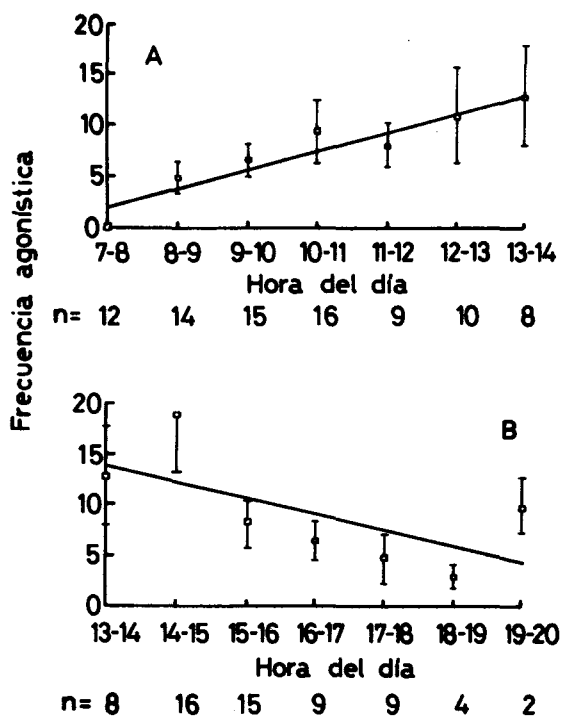 Frecuencia agonística
20
15
10
5
0
A
7-8 8-9 9-10 10-11 11-12 12-13 13-14
Hora del día
n= 12 14 15 16 9 10 8
20
15
10
5
0
B
13-14 14-15 15-16 16-17 17-18 18-19 19-20
Hora del día
n= 8 16 15 9 9 4 2